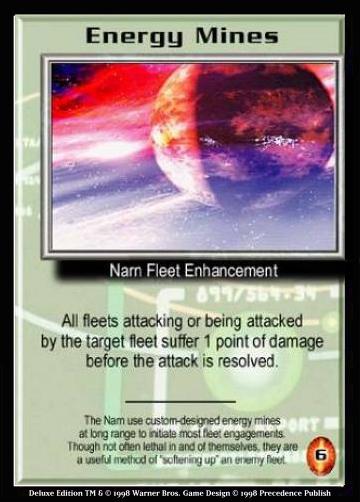 Energy Mines
Narn Fleet Enhancement
899/564.34
All fleets attacking or being attacked
by the target fleet suffer 1 point of damage
before the attack is resolved.
The Narn use custom-designed energy mines
at long range to initiate most fleet engagements.
Though not often lethal in and of themselves, they are
a useful method of "softening up" an enemy fleet.
6
Deluxe Edition TM & © 1998 Warner Bros. Game Design © 1998 Precedence Publish